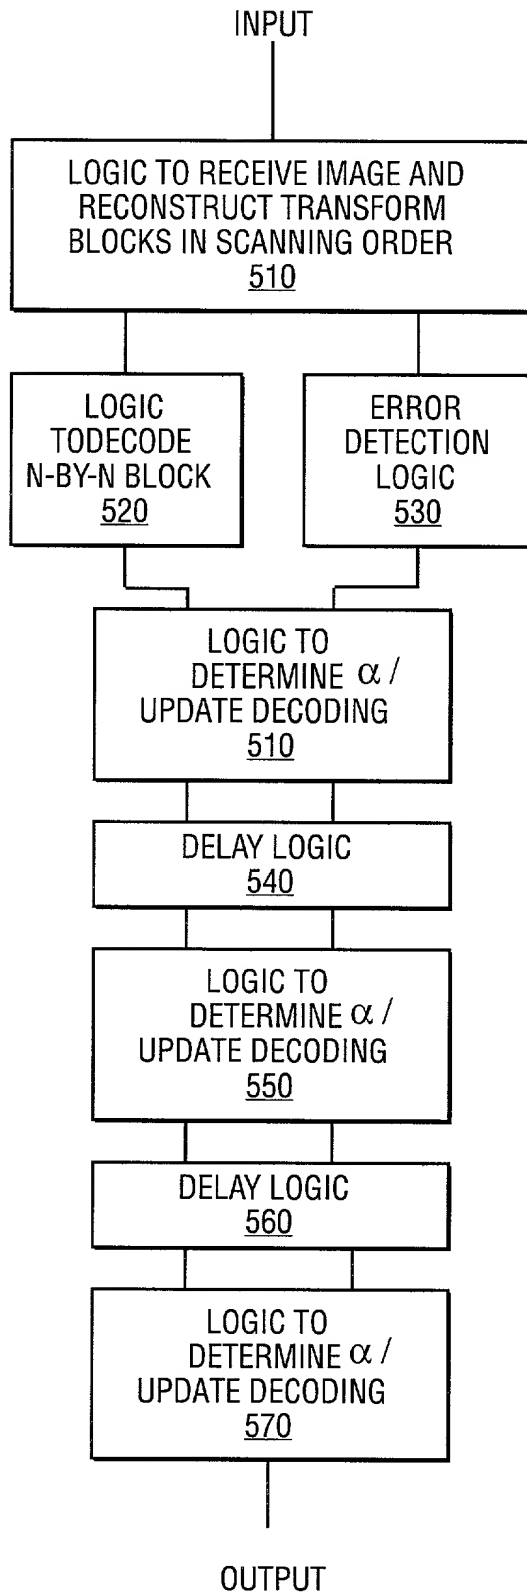 INPUT
LOGIC TO RECEIVE IMAGE AND
RECONSTRUCT TRANSFORM
BLOCKS IN SCANNING ORDER
510
LOGIC
TODECODE
N-BY-N BLOCK
520
ERROR
DETECTION
LOGIC
530
LOGIC TO
DETERMINE α /
UPDATE DECODING
510
DELAY LOGIC
540
LOGIC TO
DETERMINE α /
UPDATE DECODING
550
DELAY LOGIC
560
LOGIC TO
DETERMINE α /
UPDATE DECODING
570
OUTPUT